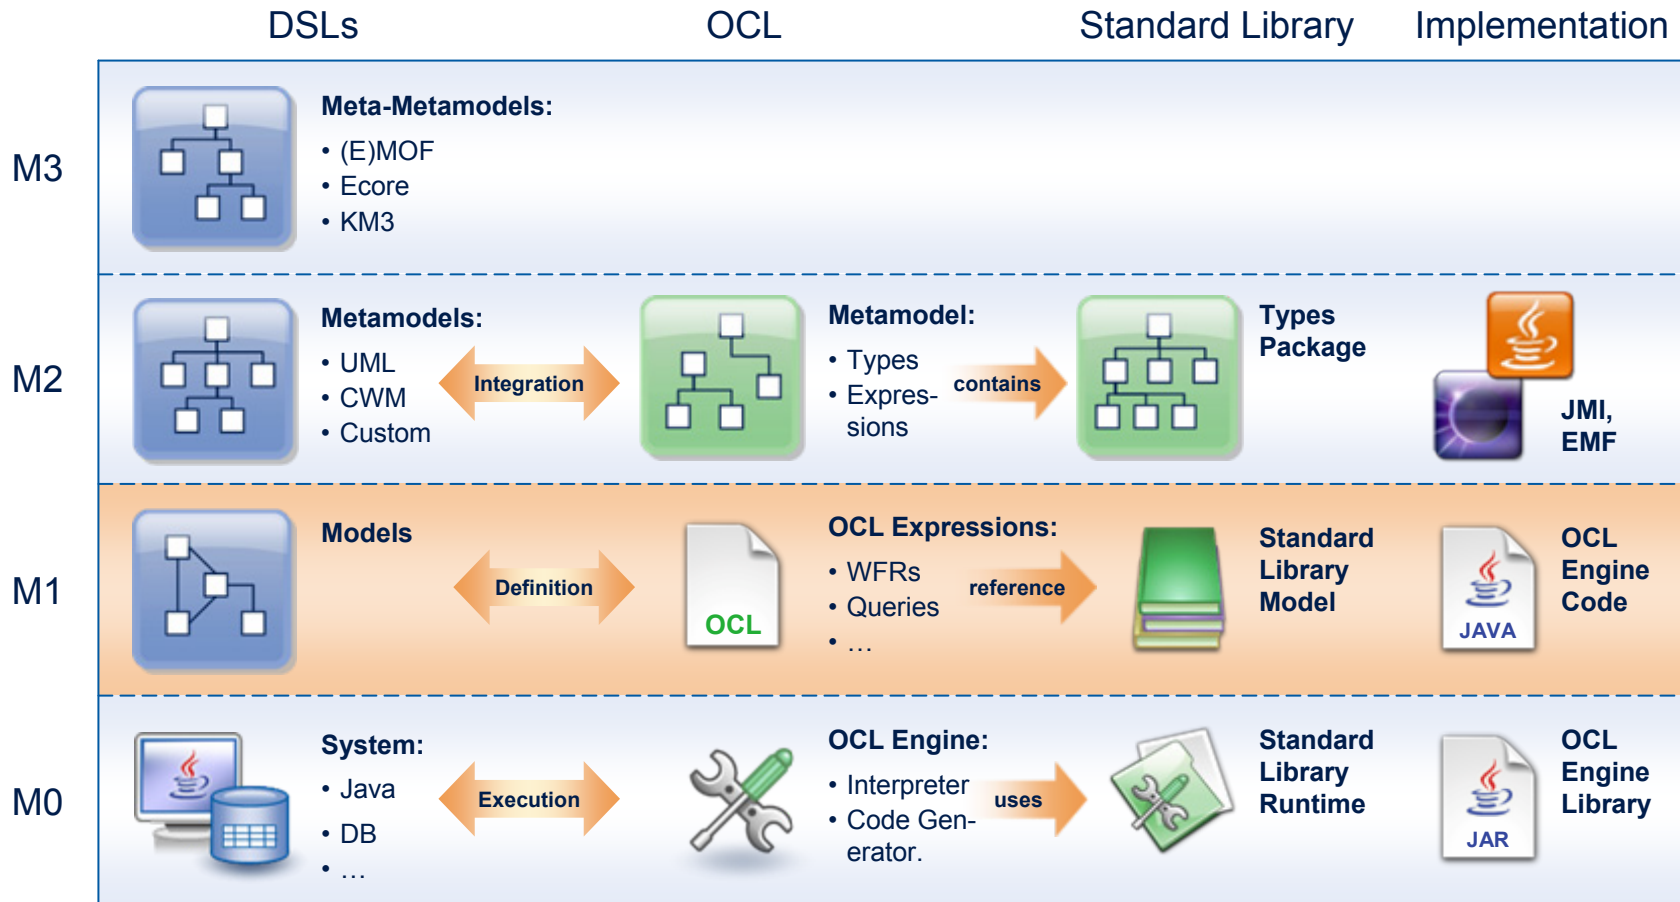 DSLs
OCL
Standard Library
Implementation
M3
Meta-Metamodels:
• (E)MOF
• Ecore
• KM3
M2
Metamodels:
• UML
• CWM
• Custom
Integration
Metamodel:
• Types
• Expres-
sions
contains
Types
Package
JMI,
EMF
M1
Models
Definition
OCL
OCL Expressions:
• WFRs
• Queries
• …
reference
Standard
Library
Model
JAVA
OCL
Engine
Code
M0
System:
• Java
• DB
• …
Execution
OCL Engine:
• Interpreter
• Code Gen-
erator.
uses
Standard
Library
Runtime
JAR
OCL
Engine
Library